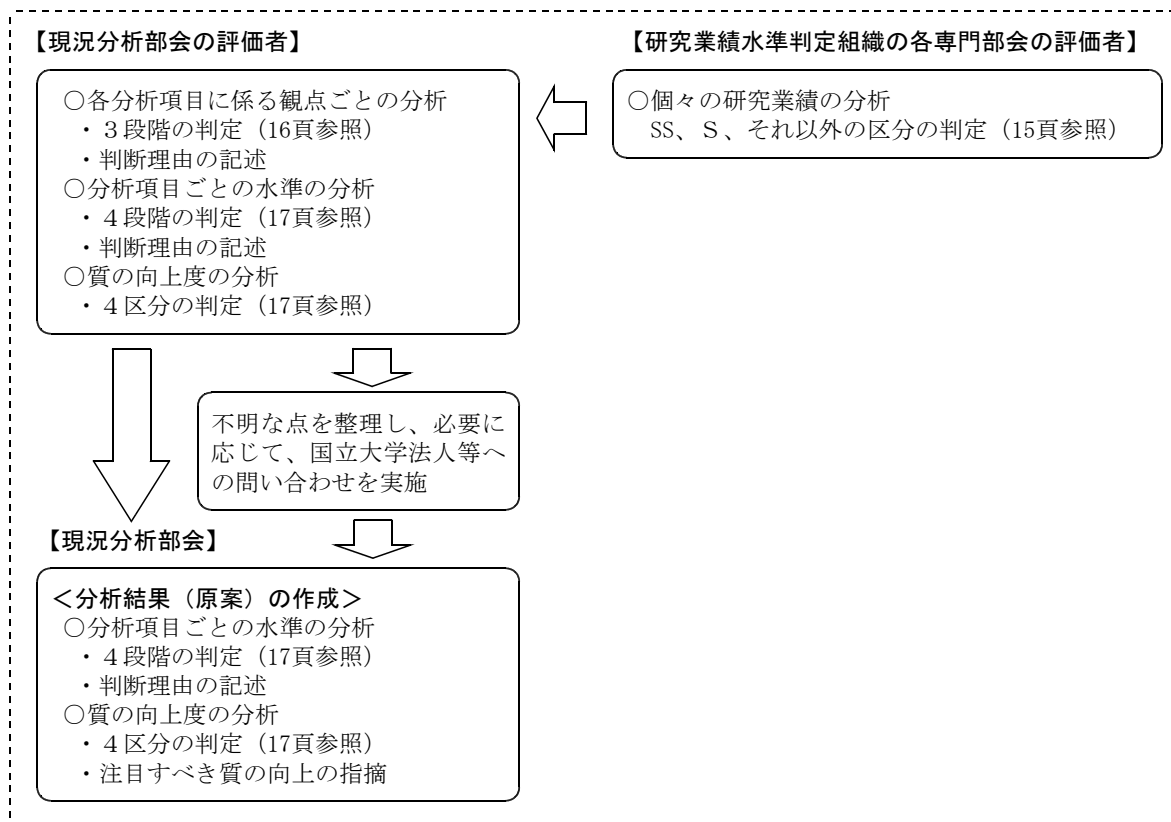 【現況分析部会の評価者】
○各分析項目に係る観点ごとの分析
・３段階の判定（16頁参照）
・判断理由の記述
○分析項目ごとの水準の分析
・４段階の判定（17頁参照）
・判断理由の記述
○質の向上度の分析
・４区分の判定（17頁参照）
【研究業績水準判定組織の各専門部会の評価者】
○個々の研究業績の分析
SS、Ｓ、それ以外の区分の判定（15頁参照）
不明な点を整理し、必要に
応じて、国立大学法人等へ
の問い合わせを実施
【現況分析部会】
＜分析結果（原案）の作成＞
○分析項目ごとの水準の分析
・４段階の判定（17頁参照）
・判断理由の記述
○質の向上度の分析
・４区分の判定（17頁参照）
・注目すべき質の向上の指摘